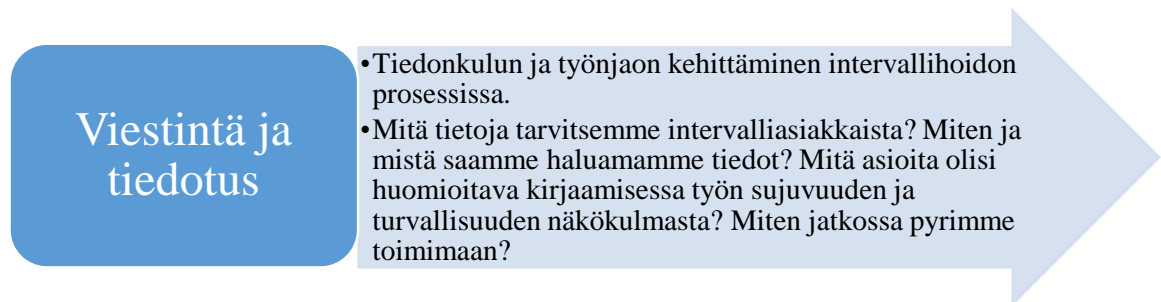 Viestintä ja
tiedotus
•Tiedonkulun ja työnjaon kehittäminen intervallihoidon
prosessissa.
•Mitä tietoja tarvitsemme intervalliasiakkaista? Miten ja
mistä saamme haluamamme tiedot? Mitä asioita olisi
huomioitava kirjaamisessa työn sujuvuuden ja
turvallisuuden näkökulmasta? Miten jatkossa pyrimme
toimimaan?